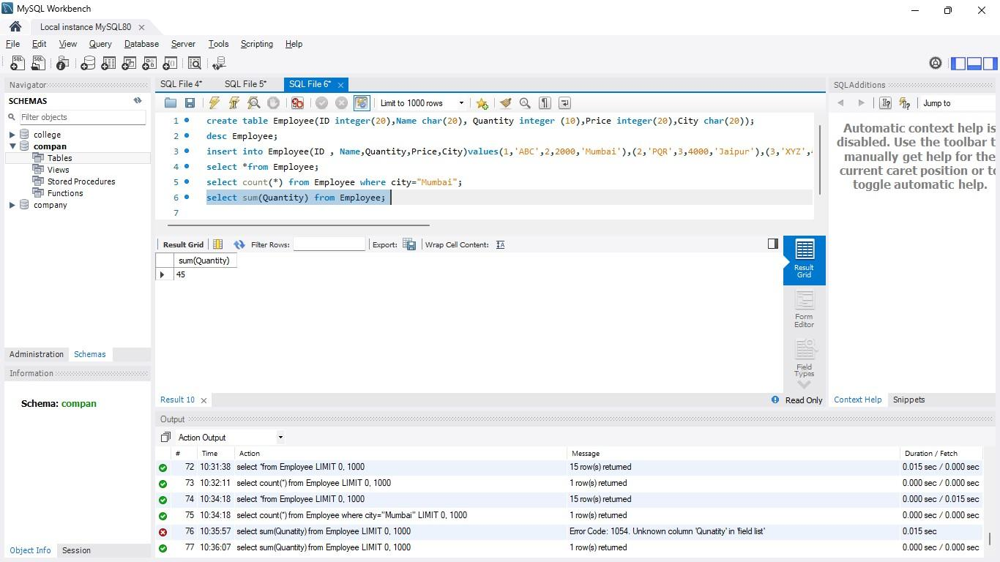 MySQL Workbench
Local instance MySQL80
File Edit View Query Database Server Tools Scripting Help
Navigator
SCHEMAS
Filter objects
college
compan
Tables
Views
Stored Procedures
Functions
company
Administration Schemas
Information
Schema: compan
Object Info Session
SQL File 4* SQL File 5* SQL File 6*
Limit to 1000 rows
1 create table Employee(ID integer(20),Name char(20), Quantity integer (10),Price integer(20),City char(20));
2 desc Employee;
3 insert into Employee(ID , Name,Quantity,Price,City)values(1,'ABC',2,2000,'Mumbai'),(2,'PQR',3,4000,'Jaipur'),(3,'XYZ',
4 select *from Employee;
5 select count(*) from Employee where city="Mumbai";
6 select sum(Quantity) from Employee;
7
Result Grid Filter Rows: Export: Wrap Cell Content:
sum(Quantity)
45
Result Grid
Form Editor
Field Types
Result 10
Read Only
SQLAdditions
Jump to
Automatic context help is
disabled. Use the toolbar t
manually get help for the
current caret position or to
toggle automatic help.
Context Help Snippets
Output
Action Output
# Time Action Message Duration / Fetch
72 10:31:38 select *from Employee LIMIT 0, 1000 15 row(s) returned 0.015 sec / 0.000 sec
73 10:32:11 select count(*) from Employee LIMIT 0, 1000 1 row(s) returned 0.000 sec / 0.000 sec
74 10:34:18 select *from Employee LIMIT 0, 1000 15 row(s) returned 0.000 sec / 0.015 sec
75 10:34:18 select count(*) from Employee where city="Mumbai" LIMIT 0, 1000 1 row(s) returned 0.000 sec / 0.000 sec
76 10:35:57 select sum(Qunatity) from Employee LIMIT 0, 1000 Error Code: 1054. Unknown column 'Qunatity' in 'field list' 0.015 sec
77 10:36:07 select sum(Quantity) from Employee LIMIT 0, 1000 1 row(s) returned 0.000 sec / 0.000 sec